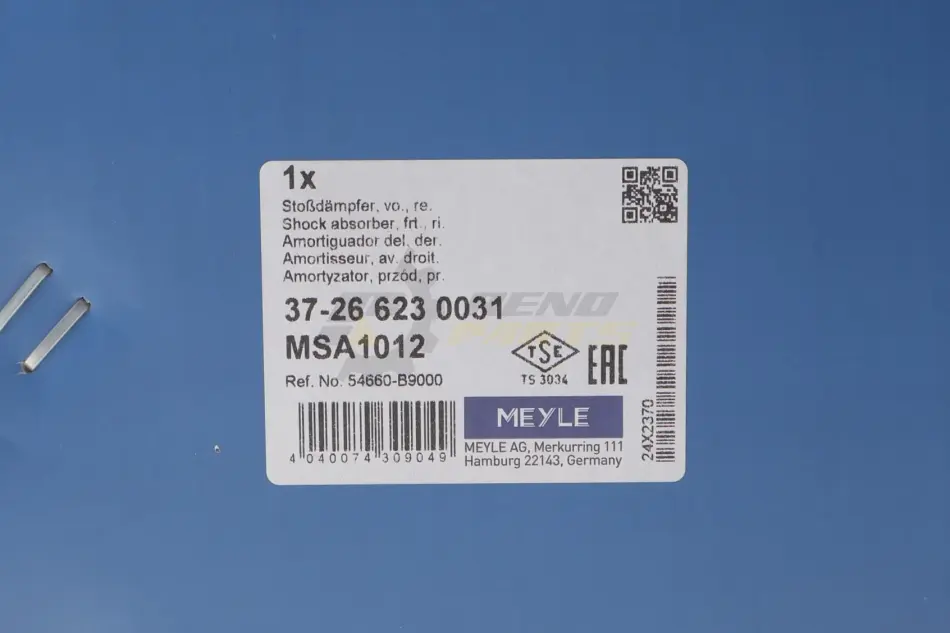 1x
Stoßdämpfer, vo., re.
Shock absorber, frt., ri.
Amortiguador del. der.
Amortisseur, av. droit.
Amortyzator, przód, pr.
37-26 623 0031
MSA1012
Ref. No. 54660-B9000
TSE
TS 3034
EAC
4 040074 309049
MEYLE
MEYLE AG, Merkurring 111
Hamburg 22143, Germany
24X2370
PARTS